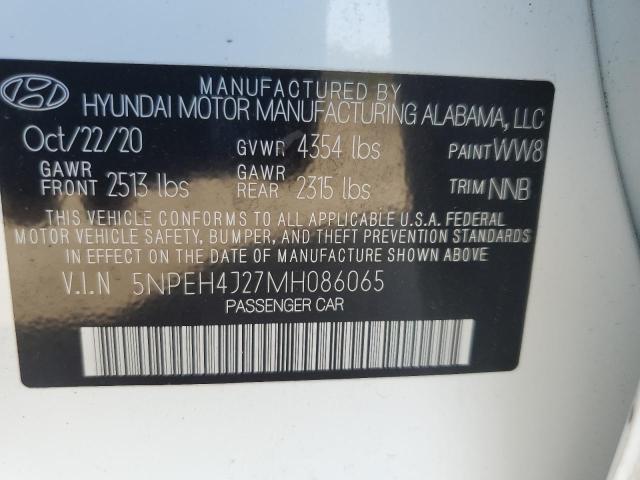 MANUFACTURED BY
HYUNDAI MOTOR MANUFACTURING ALABAMA, LLC
Oct/22/20 GVWR 4354 lbs PAINT WW8
GAWR FRONT 2513 lbs GAWR REAR 2315 lbs TRIM NNB
THIS VEHICLE CONFORMS TO ALL APPLICABLE U.S.A. FEDERAL
MOTOR VEHICLE SAFETY, BUMPER, AND THEFT PREVENTION
STANDARDS IN EFFECT ON THE DATE OF MANUFACTURE SHOWN ABOVE
V.I.N 5NPEH4J27MH086065
PASSENGER CAR